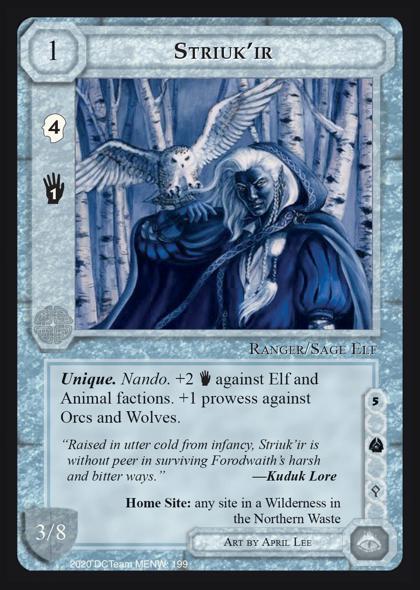 1
STRIUK'IR
4
1
RANGER/SAGE ELF
Unique. Nando. +2 against Elf and
Animal factions. +1 prowess against
Orcs and Wolves.
5
“Raised in utter cold from infancy, Striuk'ir is
without peer in surviving Forodwaith's harsh
and bitter ways.” —Kuduk Lore
Home Site: any site in a Wilderness in
the Northern Waste
3/8
ART BY APRIL LEE
2020 DCTeam MENW: 199